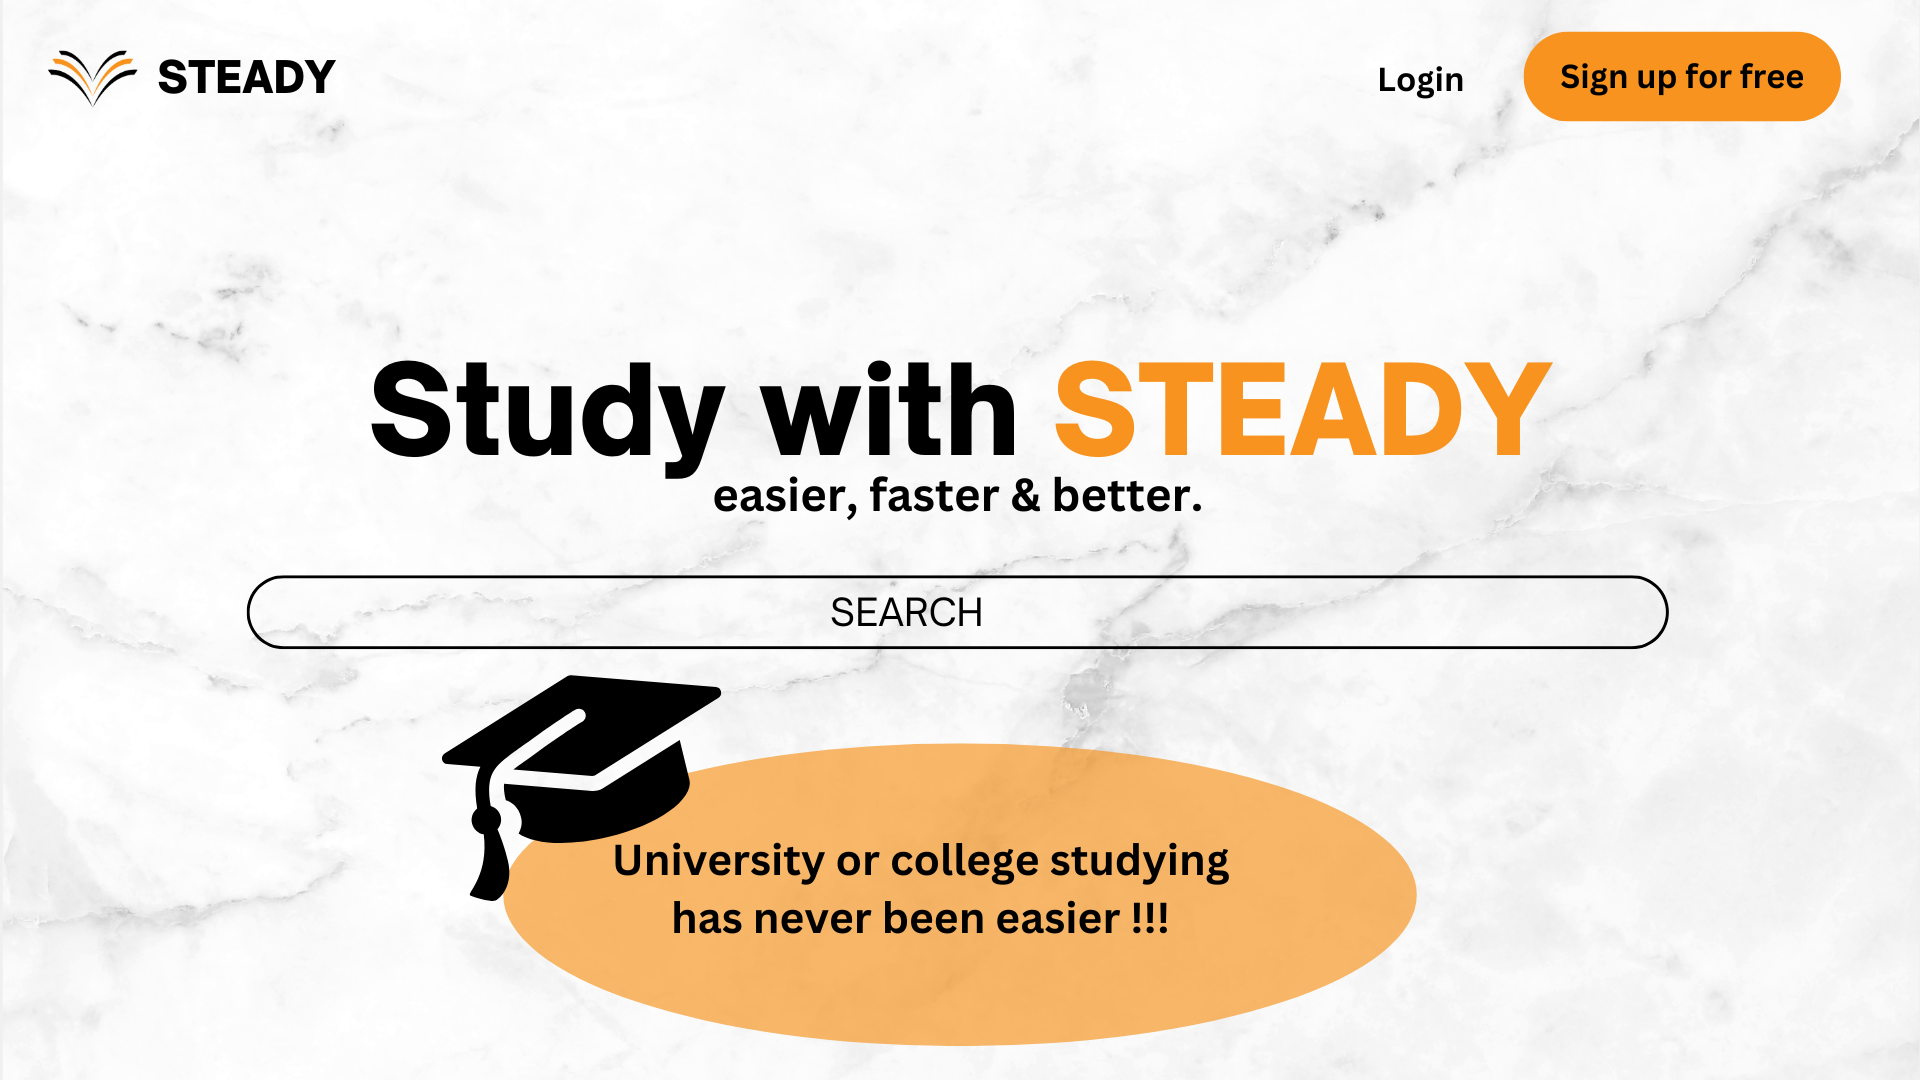 STEADY
Login
Sign up for free
Study with STEADY
easier, faster & better.
SEARCH
University or college studying
has never been easier !!!